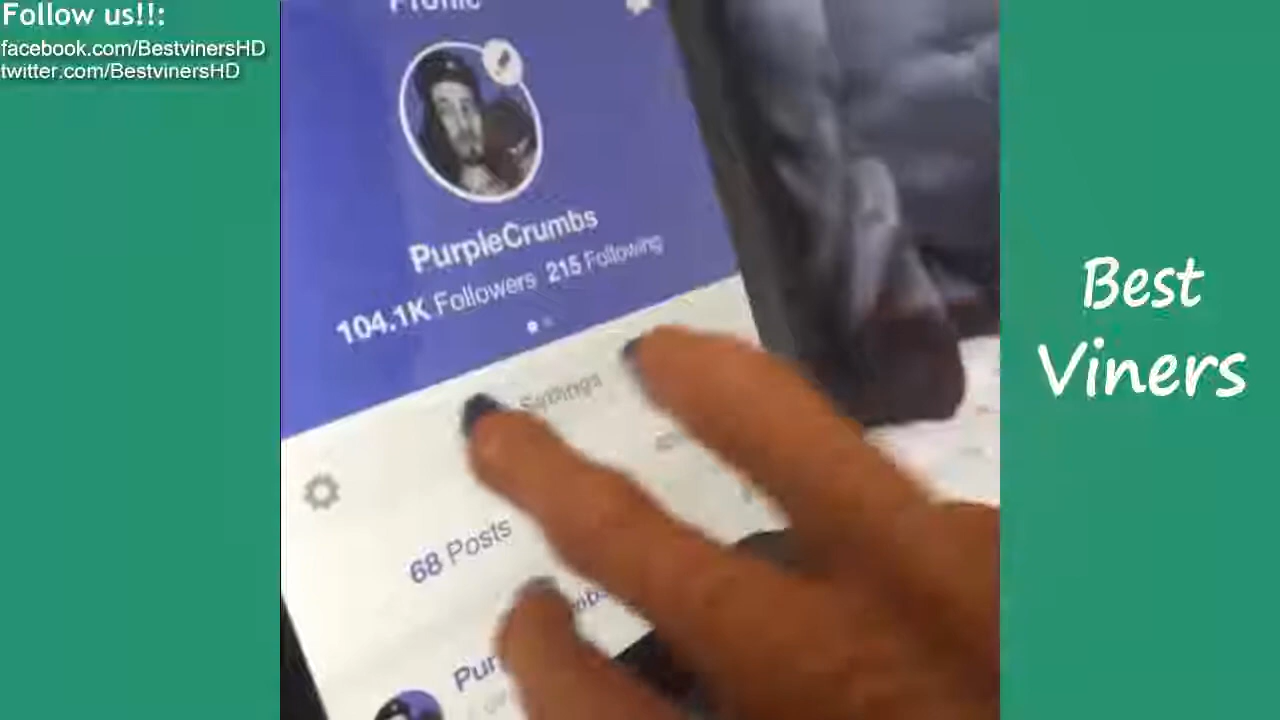 Follow us!!:
facebook.com/BestvinersHD
twitter.com/BestvinersHD
Profile
PurpleCrumbs
104.1K Followers 215 Following
Settings
68 Posts
Best
Viners